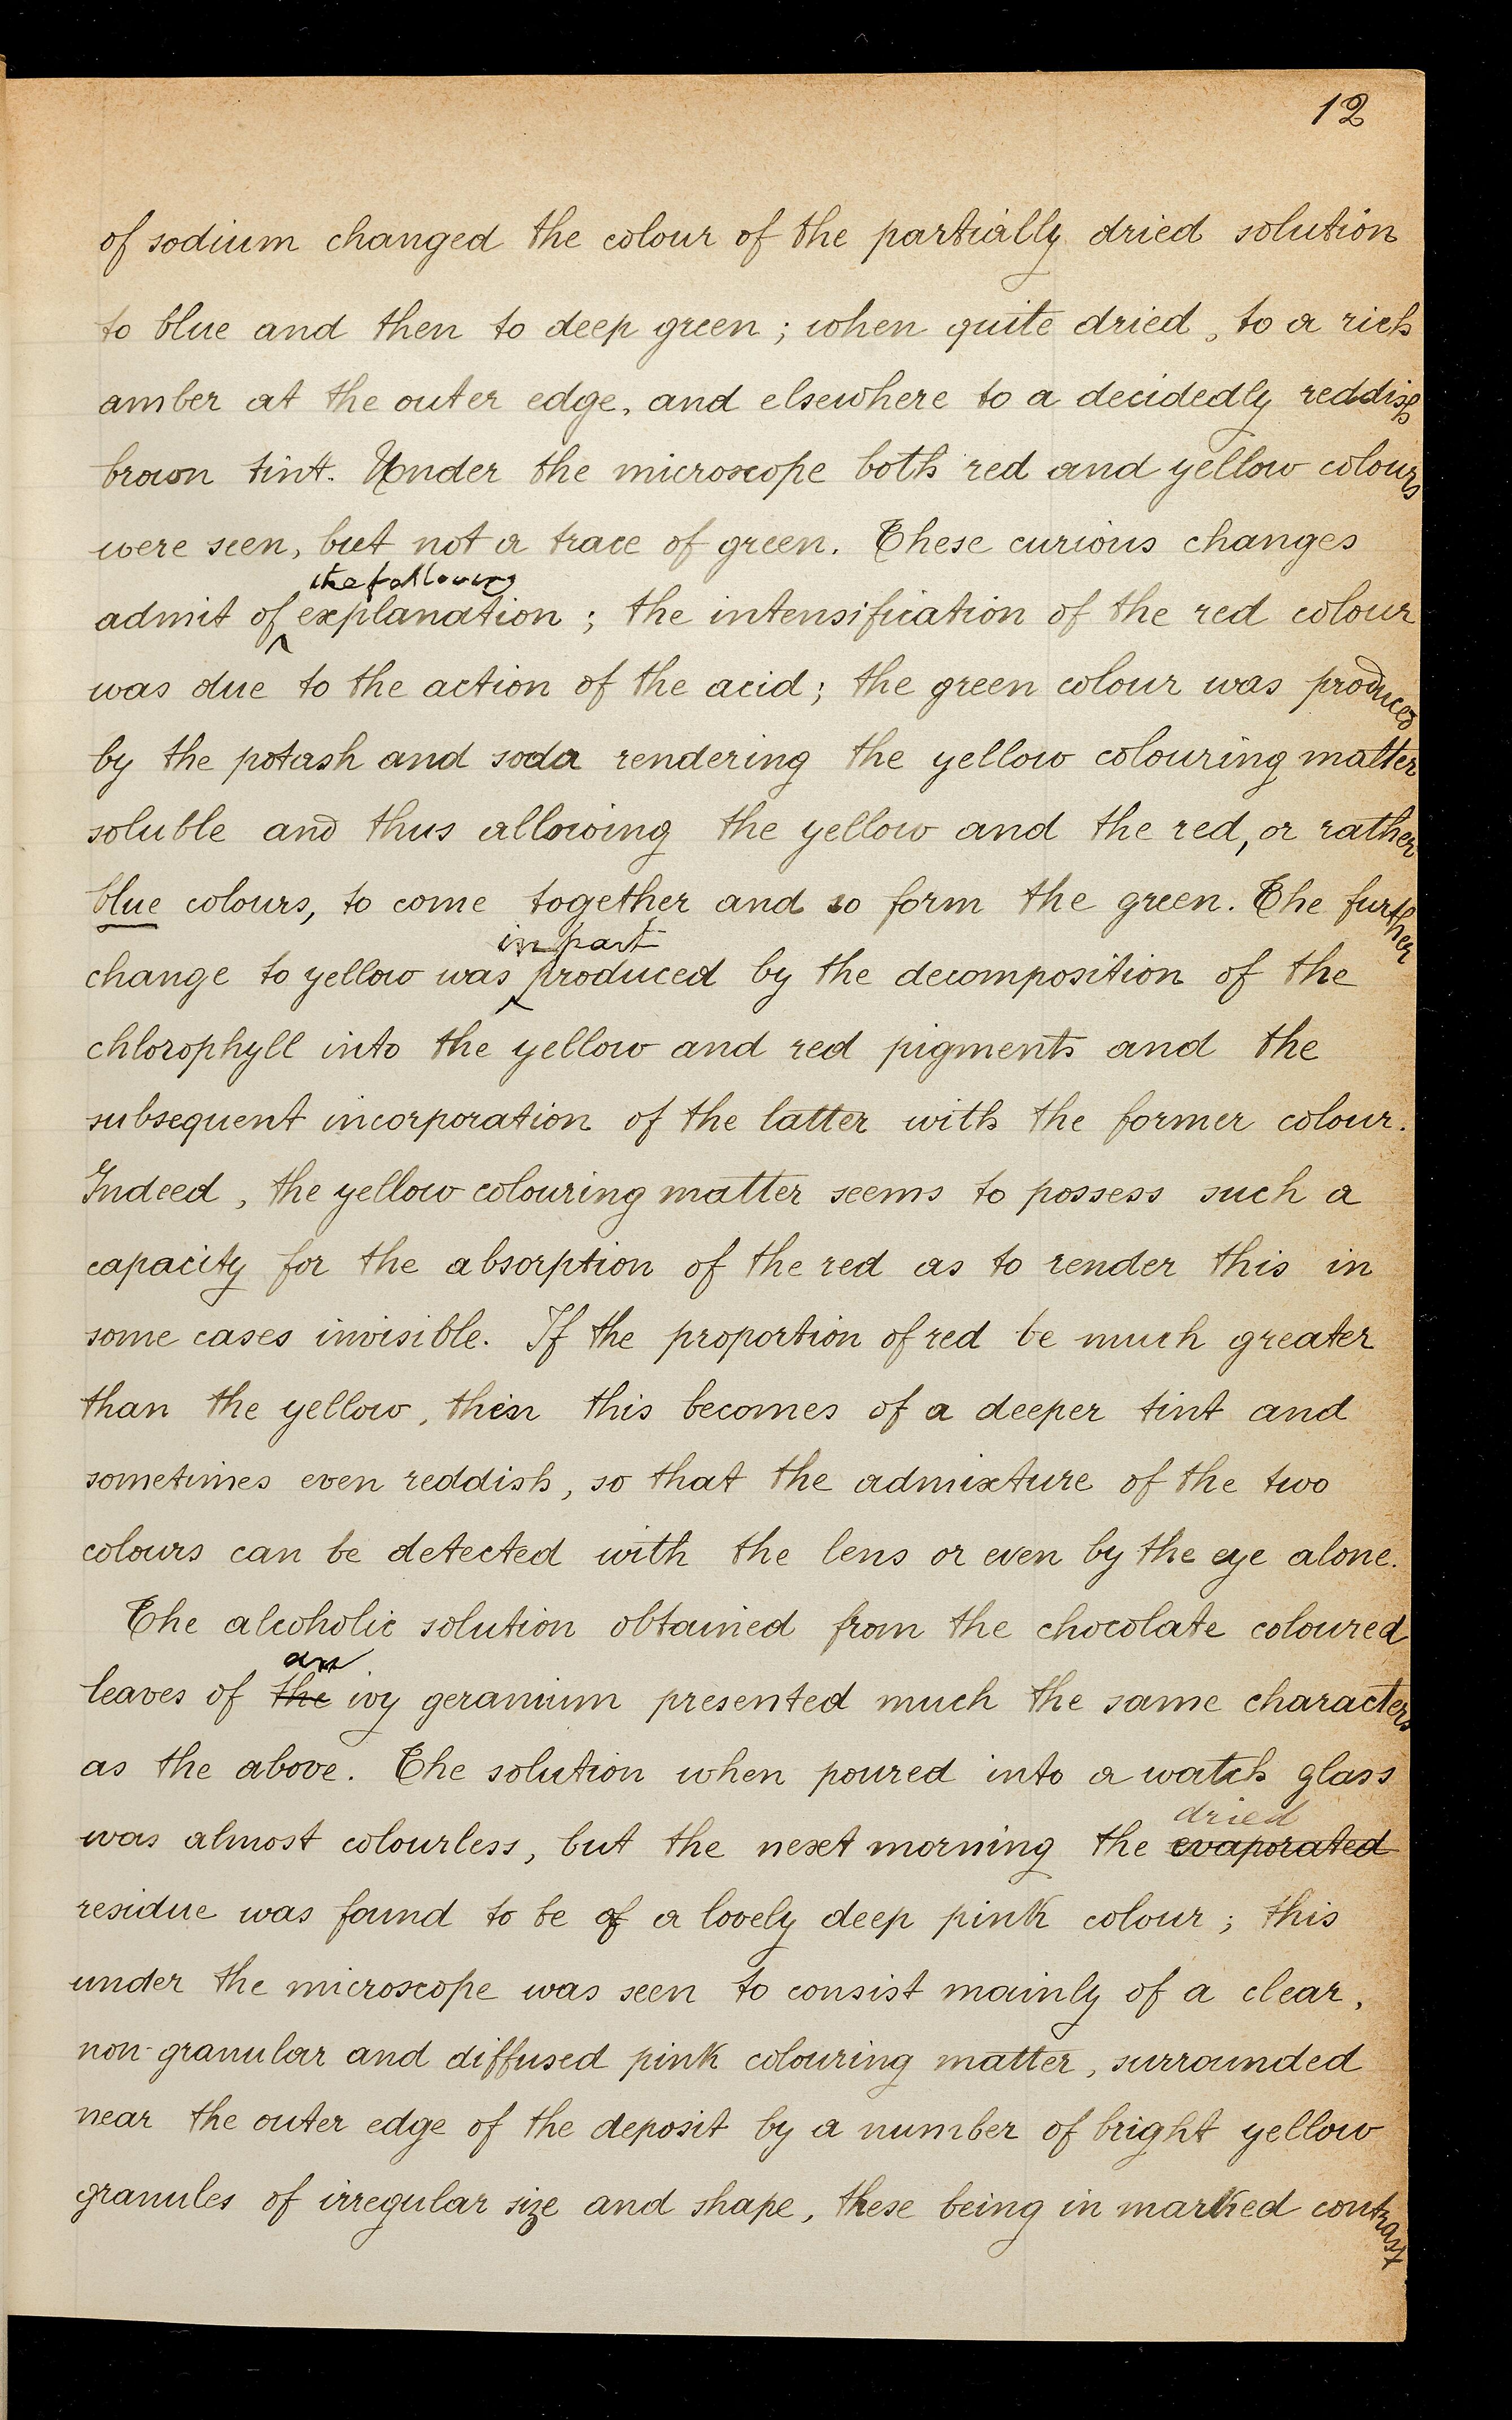 12
of sodium changed the colour of the partially dried solution
to blue and then to deep green; when quite dried, to a rich
amber at the outer edge, and elsewhere to a decidedly reddish
brown tint. Under the microscope both red and yellow colours
were seen, but not a trace of green. These curious changes
the following
admit of explanation; the intensification of the red colour
was due to the action of the acid; the green colour was produced
by the potash and soda rendering the yellow colouring matter
soluble and thus allowing the yellow and the red, or rather
blue colours, to come together and so form the green. The further
in part
change to yellow was produced by the decomposition of the
chlorophyll into the yellow and red pigments and the
subsequent incorporation of the latter with the former colour.
Indeed, the yellow colouring matter seems to possess such a
capacity for the absorption of the red as to render this in
some cases invisible. If the proportion of red be much greater
than the yellow, then this becomes of a deeper tint and
sometimes even reddish, so that the admixture of the two
colours can be detected with the lens or even by the eye alone.
The alcoholic solution obtained from the chocolate coloured
an
leaves of the ivy geranium presented much the same characters
as the above. The solution when poured into a watch glass
dried
was almost colourless, but the next morning the evaporated
residue was found to be of a lovely deep pink colour; this
under the microscope was seen to consist mainly of a clear,
non-granular and diffused pink colouring matter, surrounded
near the outer edge of the deposit by a number of bright yellow
granules of irregular size and shape, these being in marked contrast